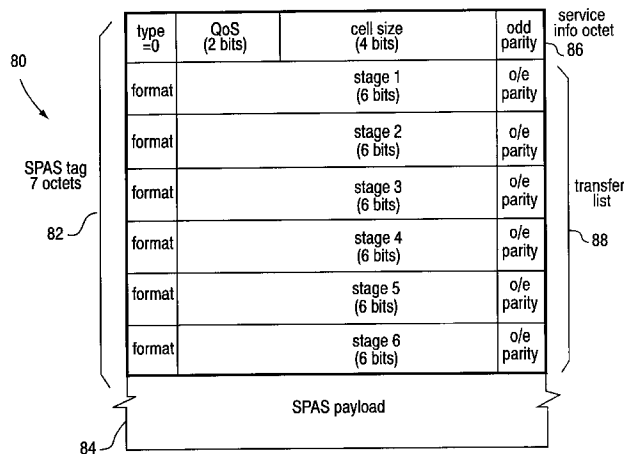 type
=0
QoS
(2 bits)
cell size
(4 bits)
odd
parity
service
info octet
86
80
format
stage 1
(6 bits)
o/e
parity
format
stage 2
(6 bits)
o/e
parity
SPAS tag
7 octets
82
format
stage 3
(6 bits)
o/e
parity
transfer
list
88
format
stage 4
(6 bits)
o/e
parity
format
stage 5
(6 bits)
o/e
parity
format
stage 6
(6 bits)
o/e
parity
SPAS payload
84